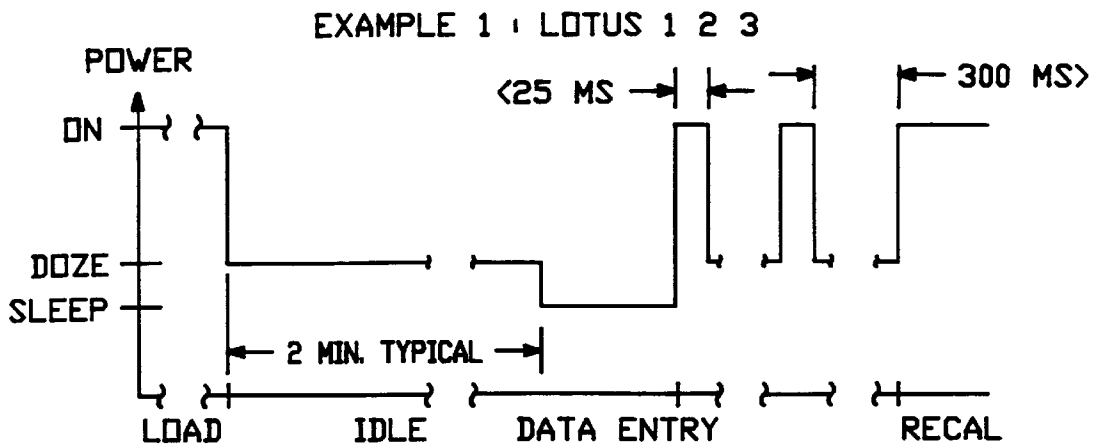 EXAMPLE 1 : LOTUS 1 2 3
POWER
<25 MS
300 MS>
ON
DOZE
SLEEP
2 MIN. TYPICAL
LOAD IDLE DATA ENTRY RECAL